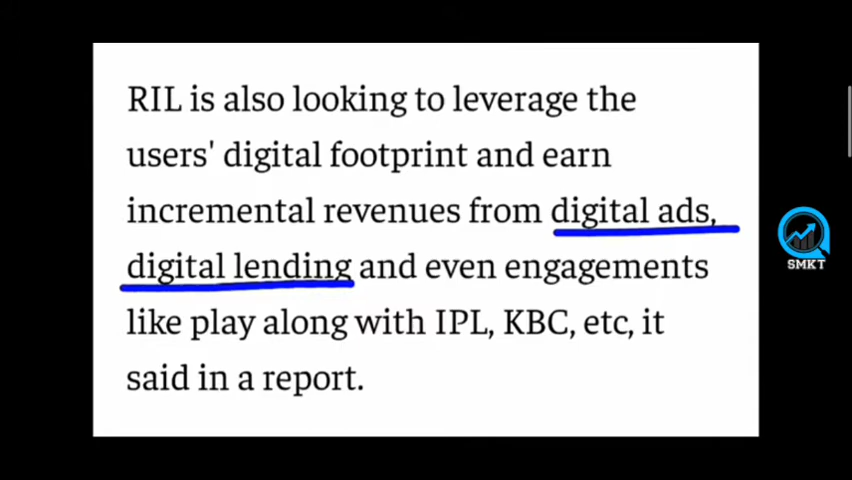 RIL is also looking to leverage the
users' digital footprint and earn
incremental revenues from digital ads,
digital lending and even engagements
like play along with IPL, KBC, etc, it
said in a report.
SMKT